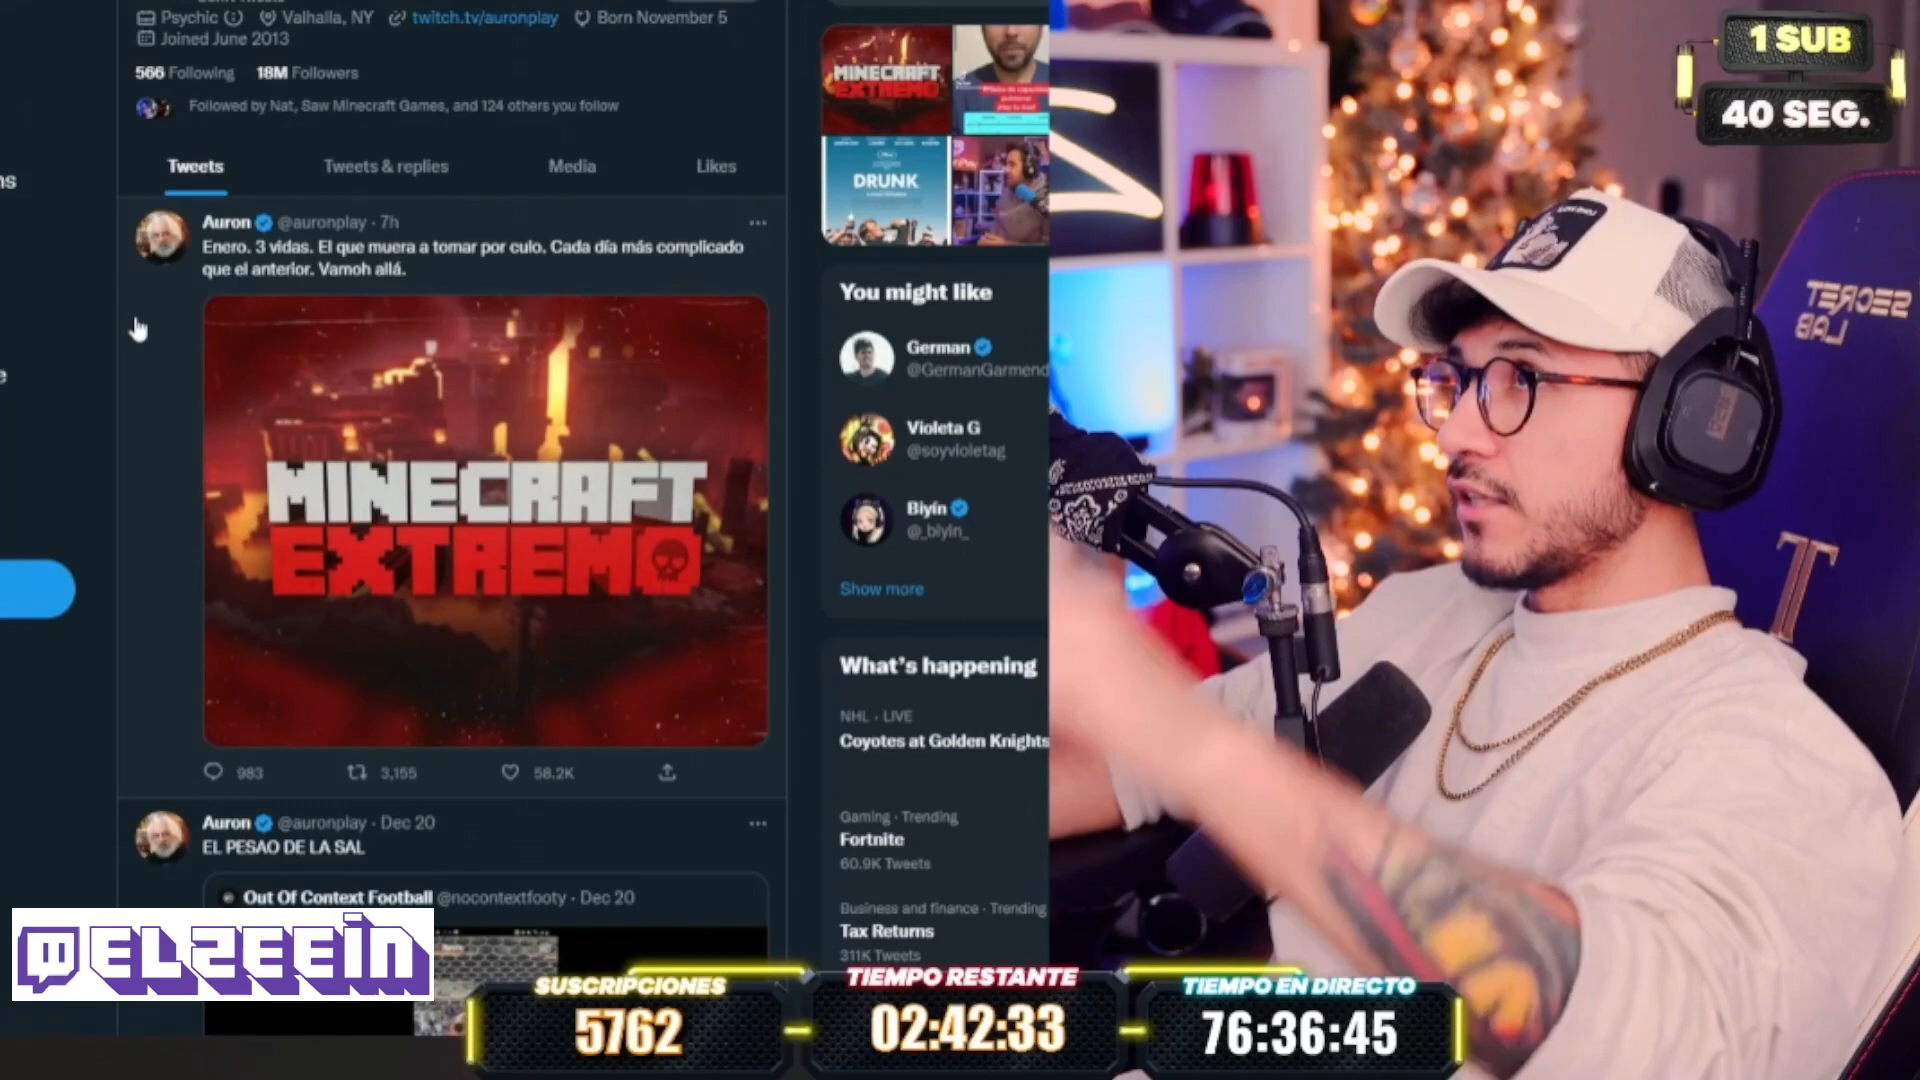 Psychic
Valhalla, NY
twitch.tv/auronplay
Born November 5
Joined June 2013
566 Following 18M Followers
Followed by Nat, Saw Minecraft Games, and 124 others you follow
Tweets
Tweets & replies
Media
Likes
Auron @auronplay · 7h
Enero. 3 vidas. El que muera a tomar por culo. Cada día más complicado
que el anterior. Vamoh allá.
MINECRAFT
EXTREMO
983
3,155
58.2K
Auron @auronplay · Dec 20
EL PESAO DE LA SAL
Out Of Context Football @nocontextfooty · Dec 20
MINECRAFT
EXTREMO
DRUNK
You might like
German
@GermanGarmend
Violeta G
@soyvioletag
Biyín
@_biyin_
Show more
What's happening
NHL · LIVE
Coyotes at Golden Knights
Gaming · Trending
Fortnite
60.9K Tweets
Business and finance · Trending
Tax Returns
311K Tweets
1 SUB
40 SEG.
SECRET
LAB
@ELZEEIN
SUSCRIPCIONES
5762
TIEMPO RESTANTE
02:42:33
TIEMPO EN DIRECTO
76:36:45